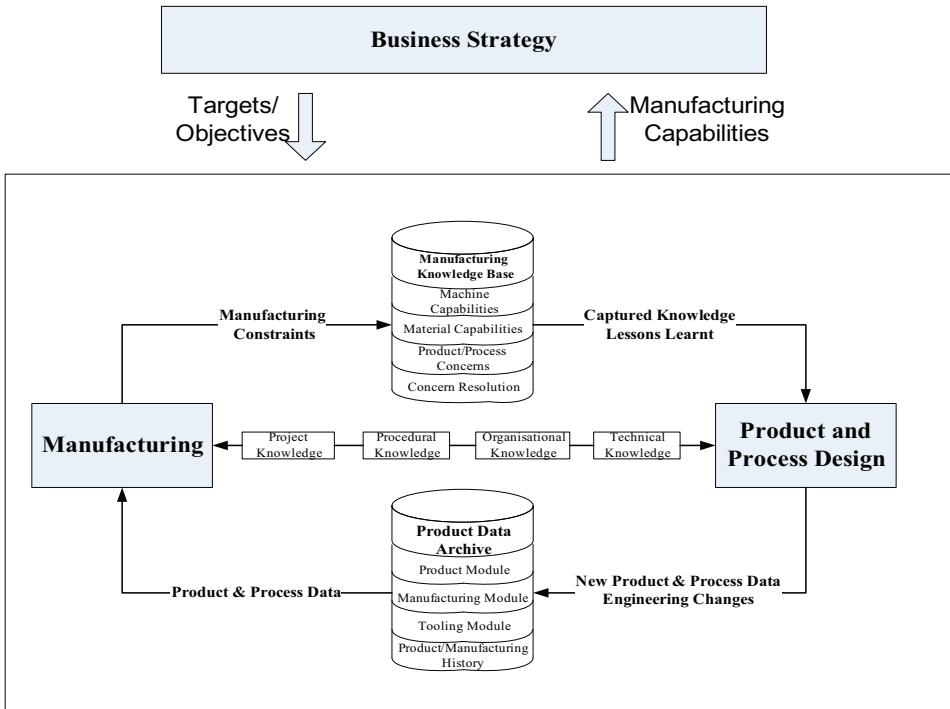 Business Strategy
Targets/
Objectives
Manufacturing
Capabilities
Manufacturing
Knowledge Base
Machine
Capabilities
Material Capabilities
Product/Process
Concerns
Concern Resolution
Manufacturing
Constraints
Captured Knowledge
Lessons Learnt
Manufacturing
Project
Knowledge
Procedural
Knowledge
Organisational
Knowledge
Technical
Knowledge
Product and
Process Design
Product Data
Archive
Product Module
Manufacturing Module
Tooling Module
Product/Manufacturing
History
Product & Process Data
New Product & Process Data
Engineering Changes